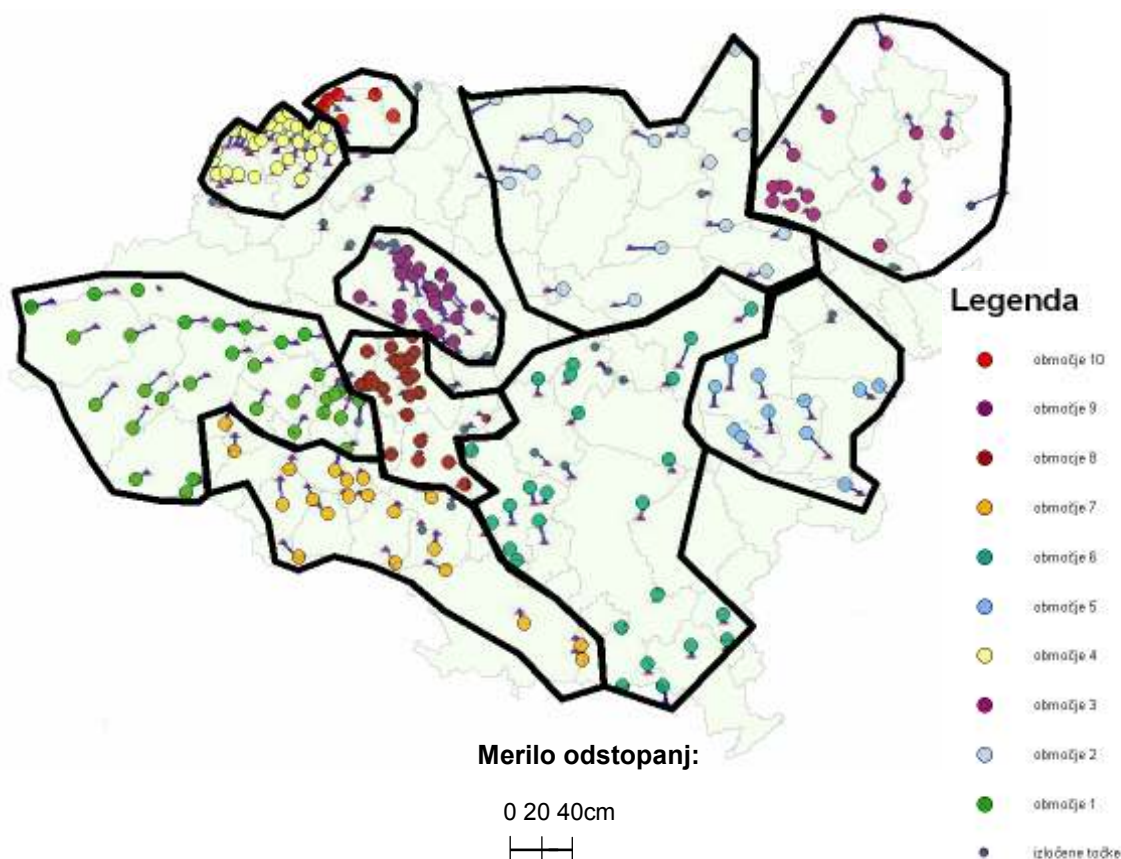 Legenda
območje 10
območje 9
območje 8
območje 7
območje 6
območje 5
območje 4
območje 3
območje 2
območje 1
izločene točke
Merilo odstopanj:
0 20 40cm